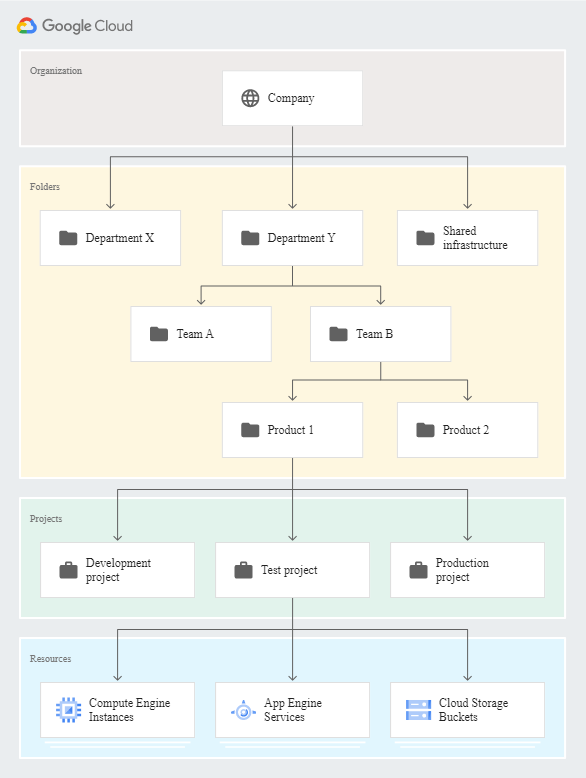 Google Cloud
Organization
Company
Folders
Department X
Department Y
Shared
infrastructure
Team A
Team B
Product 1
Product 2
Projects
Development
project
Test project
Production
project
Resources
Compute Engine
Instances
App Engine
Services
Cloud Storage
Buckets